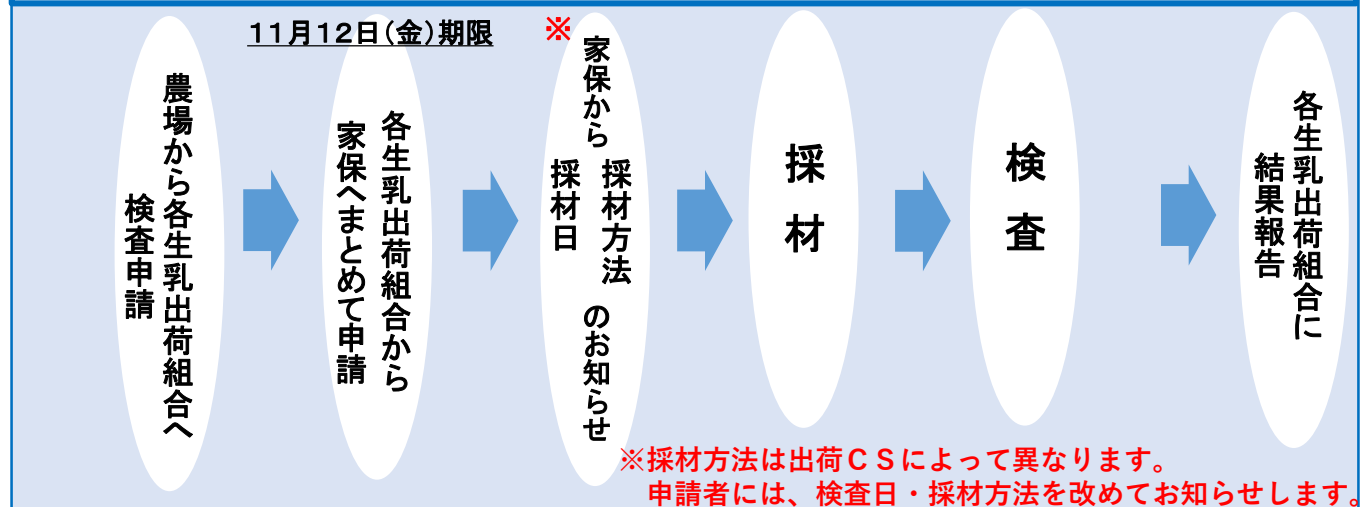 11月12日(金)期限
農場から各生乳出荷組合へ
検査申請
各生乳出荷組合から
家保へまとめて申請
※
家保から
採材方法
採材日
のお知らせ
採材
検査
各生乳出荷組合に
結果報告
※採材方法は出荷CSによって異なります。
申請者には、検査日・採材方法を改めてお知らせします。